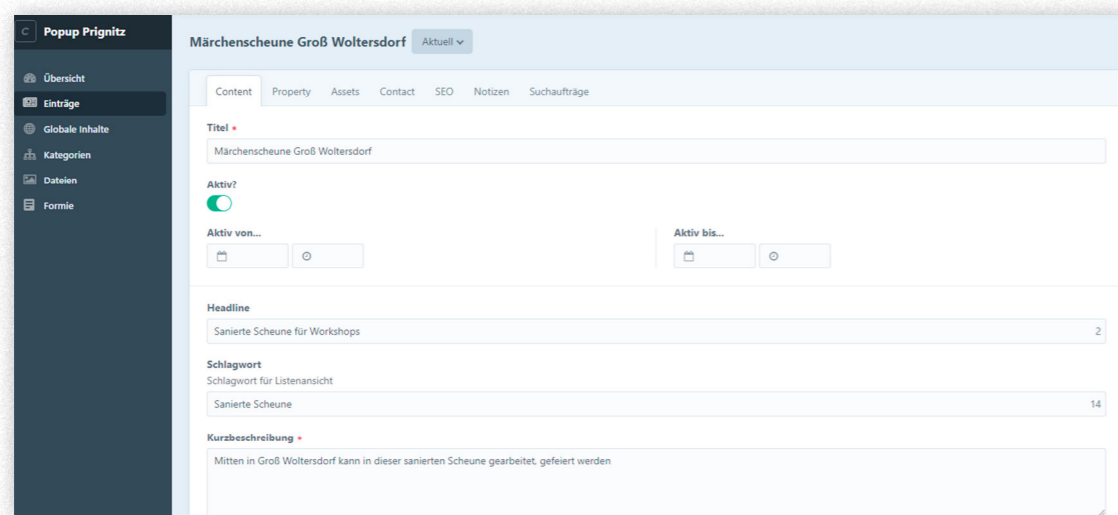 C Popup Prignitz
Übersicht
Einträge
Globale Inhalte
Kategorien
Dateien
Formie
Märchenscheune Groß Woltersdorf Aktuell
Content Property Assets Contact SEO Notizen Suchaufträge
Titel *
Märchenscheune Groß Woltersdorf
Aktiv?
Aktiv von... Aktiv bis...
Headline
Sanierte Scheune für Workshops 2
Schlagwort
Schlagwort für Listenansicht
Sanierte Scheune 14
Kurzbeschreibung *
Mitten in Groß Woltersdorf kann in dieser sanierten Scheune gearbeitet, gefeiert werden